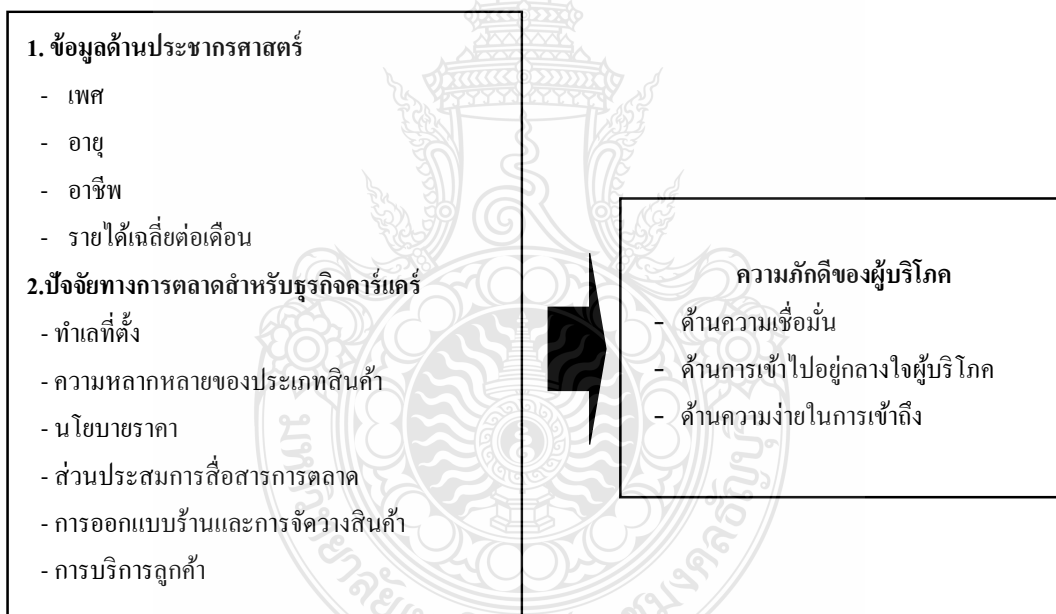 1. ข้อมูลด้านประชากรศาสตร์
- เพศ
- อายุ
- อาชีพ
- รายได้เฉลี่ยต่อเดือน
2.ปัจจัยทางการตลาดสำหรับธุรกิจคาร์แคร์
- ทำเลที่ตั้ง
- ความหลากหลายของประเภทสินค้า
- นโยบายราคา
- ส่วนประสมการสื่อสารการตลาด
- การออกแบบร้านและการจัดวางสินค้า
- การบริการลูกค้า
ความภักดีของผู้บริโภค
- ด้านความเชื่อมั่น
- ด้านการเข้าไปอยู่กลางใจผู้บริโภค
- ด้านความง่ายในการเข้าถึง